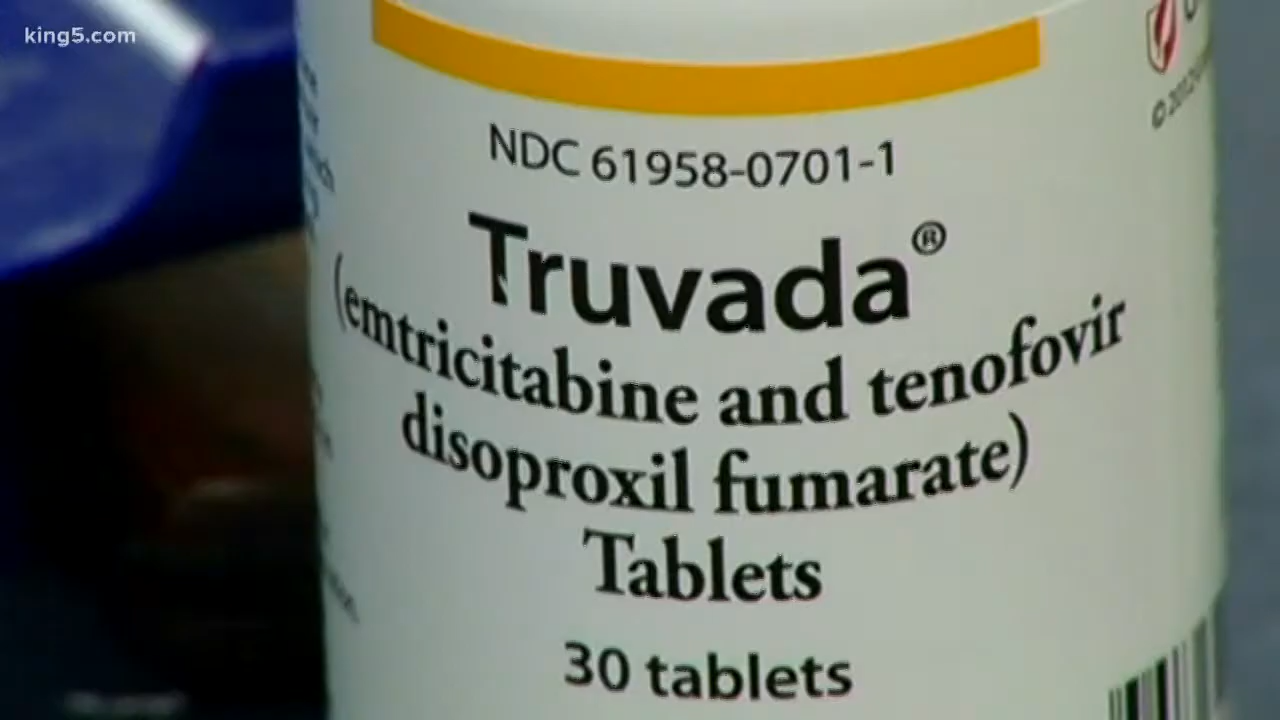 king5.com
NDC 61958-0701-1
Truvada®
(emtricitabine and tenofovir
disoproxil fumarate)
Tablets
30 tablets